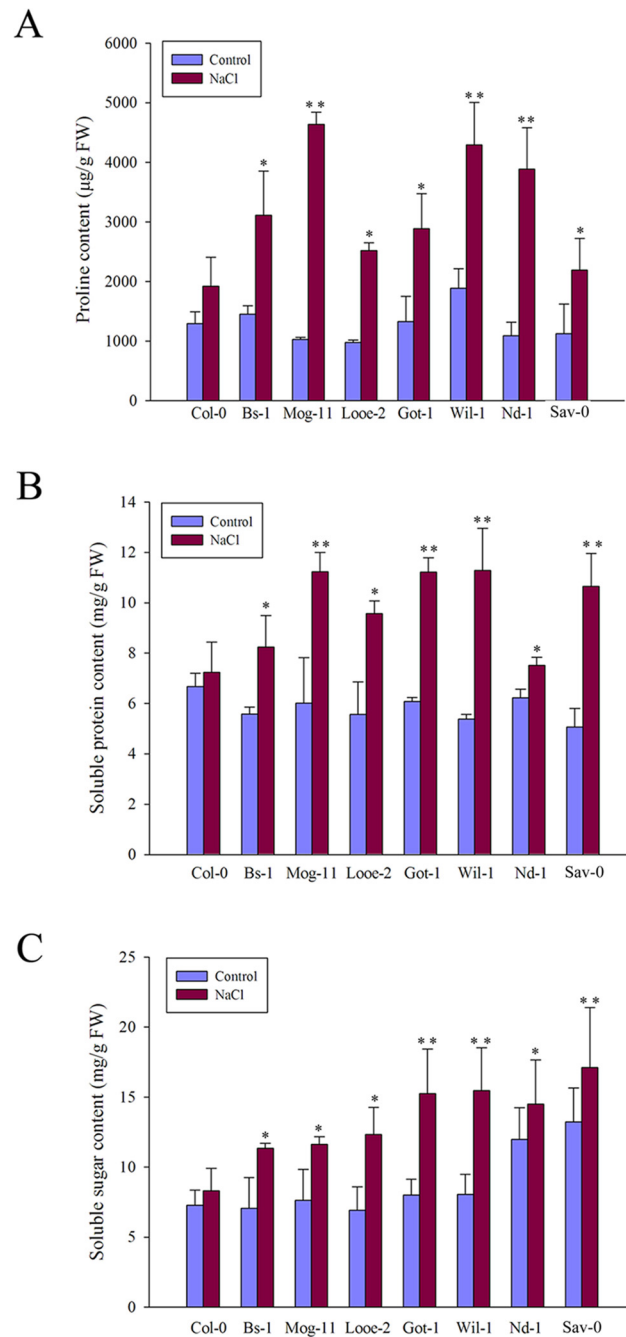 A
Proline content (µg/g FW)
6000
5000
4000
3000
2000
1000
0
Control
NaCl
*
**
*
*
**
**
*
Col-0 Bs-1 Mog-11 Looe-2 Got-1 Wil-1 Nd-1 Sav-0
B
Soluble protein content (mg/g FW)
14
12
10
8
6
4
2
0
Control
NaCl
*
**
*
**
**
*
**
Col-0 Bs-1 Mog-11 Looe-2 Got-1 Wil-1 Nd-1 Sav-0
C
Soluble sugar content (mg/g FW)
25
20
15
10
5
0
Control
NaCl
*
*
*
**
**
*
**
Col-0 Bs-1 Mog-11 Looe-2 Got-1 Wil-1 Nd-1 Sav-0